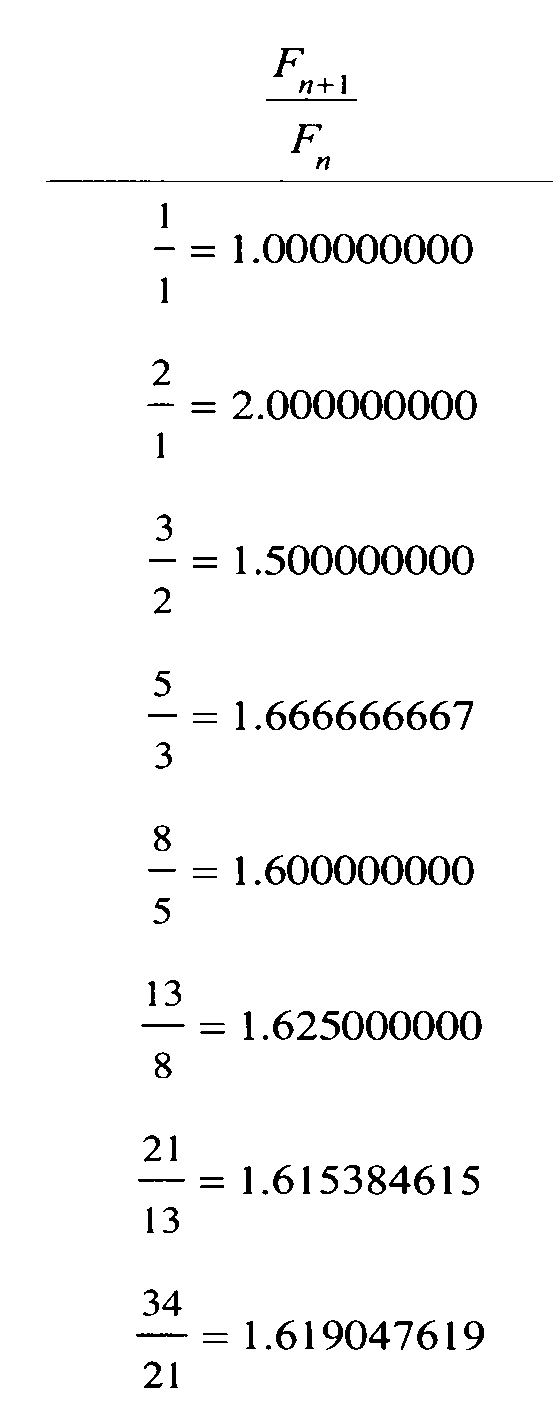 F_{n+1}
F_n
1/1 = 1.000000000
2/1 = 2.000000000
3/2 = 1.500000000
5/3 = 1.666666667
8/5 = 1.600000000
13/8 = 1.625000000
21/13 = 1.615384615
34/21 = 1.619047619